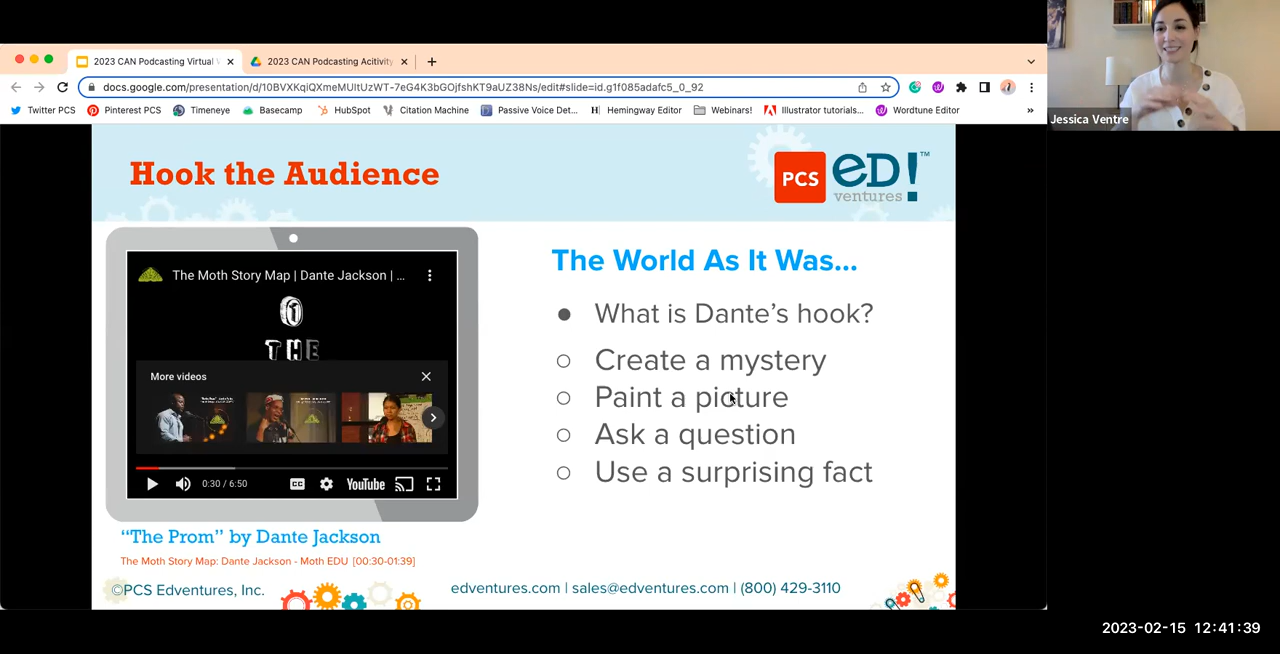 2023 CAN Podcasting Virtual
2023 CAN Podcasting Acitivity
docs.google.com/presentation/d/10BVXKqiQXmeMUltUzWT-7eG4K3bGOjfshKT9aUZ38Ns/edit#slide=id.g1f085adafc5_0_92
Twitter PCS Pinterest PCS Timeneye Basecamp HubSpot Citation Machine Passive Voice Det... Hemingway Editor Webinars! Illustrator tutorials... Wordtune Editor »
Jessica Ventre
Hook the Audience
PCS eD! ™
ventures
The Moth Story Map | Dante Jackson | ...
THE
More videos
0:30 / 6:50 CC YouTube
The World As It Was...
● What is Dante's hook?
○ Create a mystery
○ Paint a picture
○ Ask a question
○ Use a surprising fact
“The Prom” by Dante Jackson
The Moth Story Map: Dante Jackson - Moth EDU [00:30-01:39]
©PCS Edventures, Inc.
edventures.com | sales@edventures.com | (800) 429-3110
2023-02-15 12:41:39